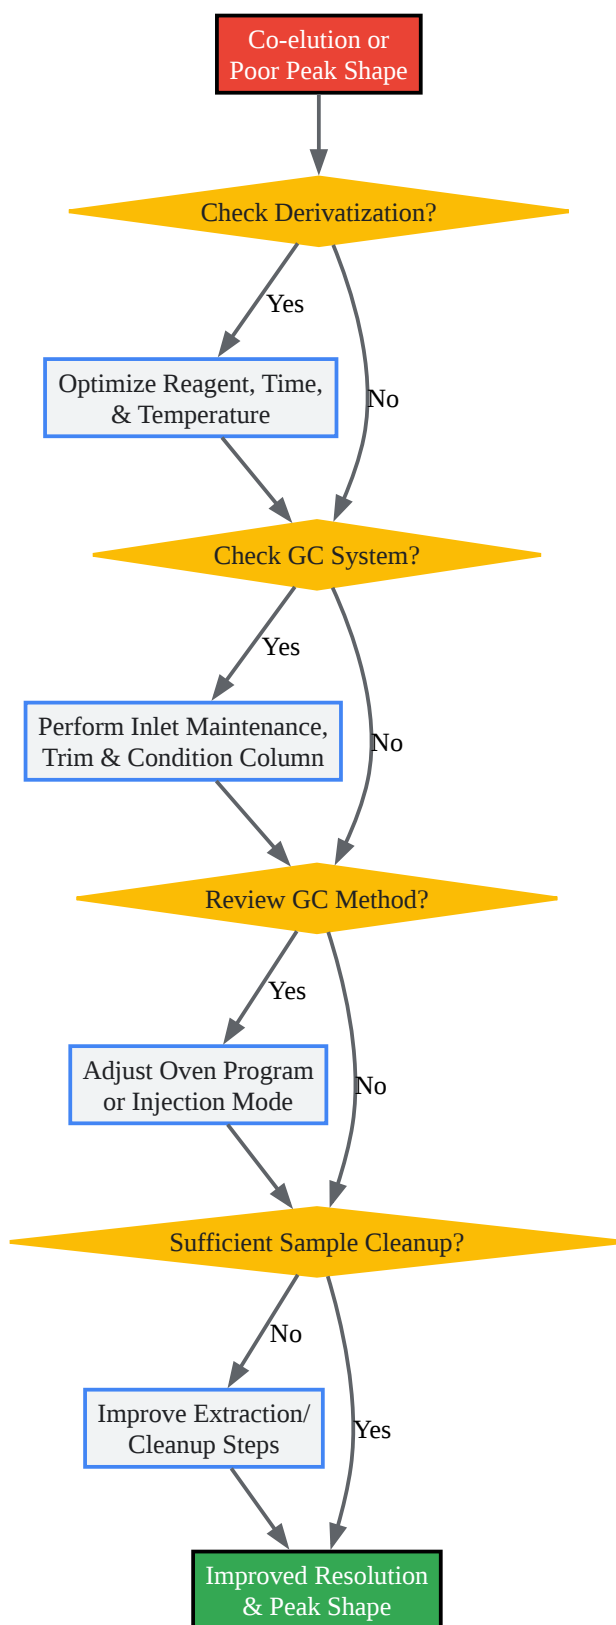 Co-elution or
Poor Peak Shape
Check Derivatization?
Yes
Optimize Reagent, Time,
& Temperature
No
Check GC System?
Yes
Perform Inlet Maintenance,
Trim & Condition Column
No
Review GC Method?
Yes
Adjust Oven Program
or Injection Mode
No
Sufficient Sample Cleanup?
No
Improve Extraction/
Cleanup Steps
Yes
Improved Resolution
& Peak Shape